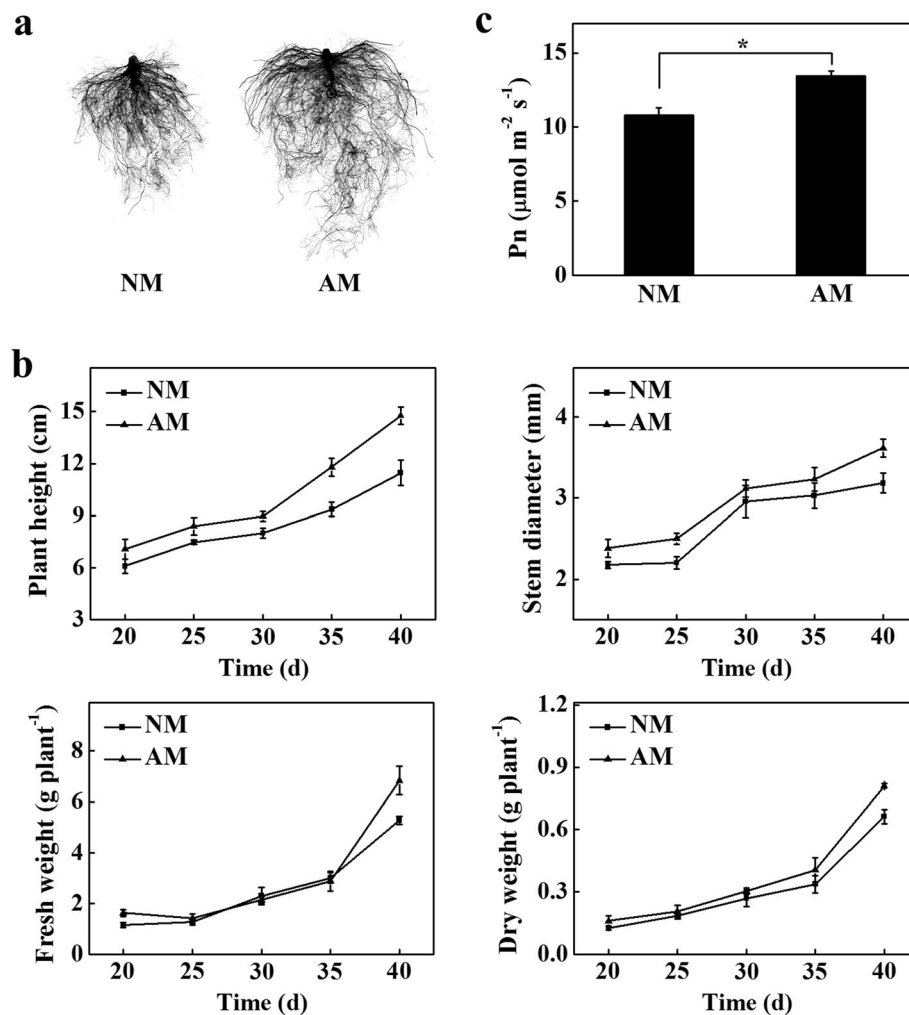 a
NM AM
c
*
Pn (μmol m⁻² s⁻¹)
15
10
5
0
NM AM
b
NM
AM
Plant height (cm)
15
12
9
6
3
20 25 30 35 40
Time (d)
NM
AM
Stem diameter (mm)
4
3
2
20 25 30 35 40
Time (d)
NM
AM
Fresh weight (g plant⁻¹)
8
6
4
2
0
20 25 30 35 40
Time (d)
NM
AM
Dry weight (g plant⁻¹)
1.2
0.9
0.6
0.3
0.0
20 25 30 35 40
Time (d)